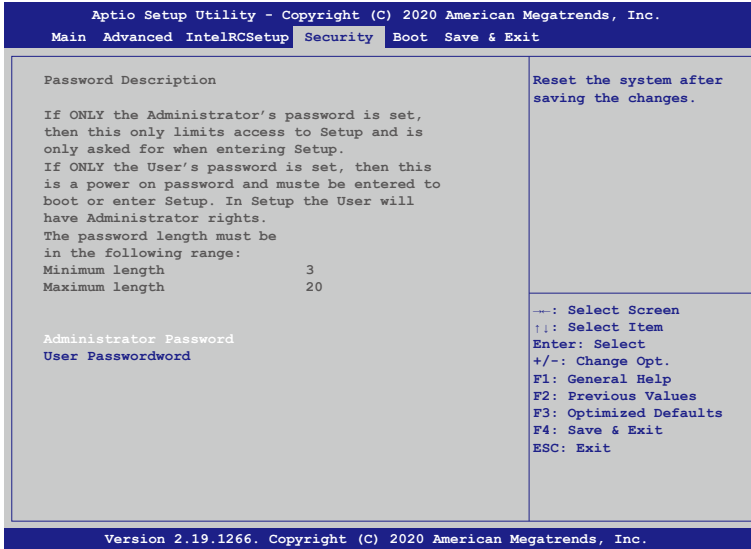 Aptio Setup Utility - Copyright (C) 2020 American Megatrends, Inc.
Main Advanced IntelRCSetup Security Boot Save & Exit
Password Description
If ONLY the Administrator's password is set,
then this only limits access to Setup and is
only asked for when entering Setup.
If ONLY the User's password is set, then this
is a power on password and muste be entered to
boot or enter Setup. In Setup the User will
have Administrator rights.
The password length must be
in the following range:
Minimum length 3
Maximum length 20
Administrator Password
User Passwordword
Reset the system after
saving the changes.
→←: Select Screen
↑↓: Select Item
Enter: Select
+/-: Change Opt.
F1: General Help
F2: Previous Values
F3: Optimized Defaults
F4: Save & Exit
ESC: Exit
Version 2.19.1266. Copyright (C) 2020 American Megatrends, Inc.